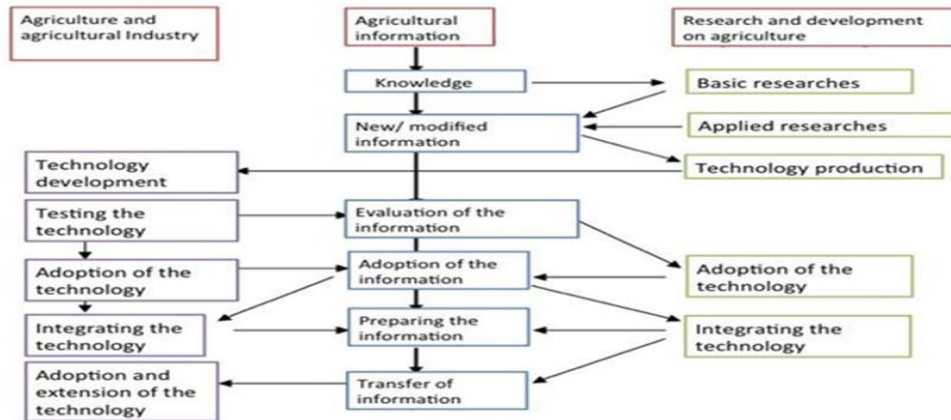 Agriculture and
agricultural Industry
Agricultural
information
Research and development
on agriculture
Knowledge
Basic researches
New/ modified
information
Applied researches
Technology production
Technology
development
Testing the
technology
Evaluation of the
information
Adoption of the
technology
Adoption of the
information
Adoption of the
technology
Integrating the
technology
Preparing the
information
Integrating the
technology
Adoption and
extension of the
technology
Transfer of
information